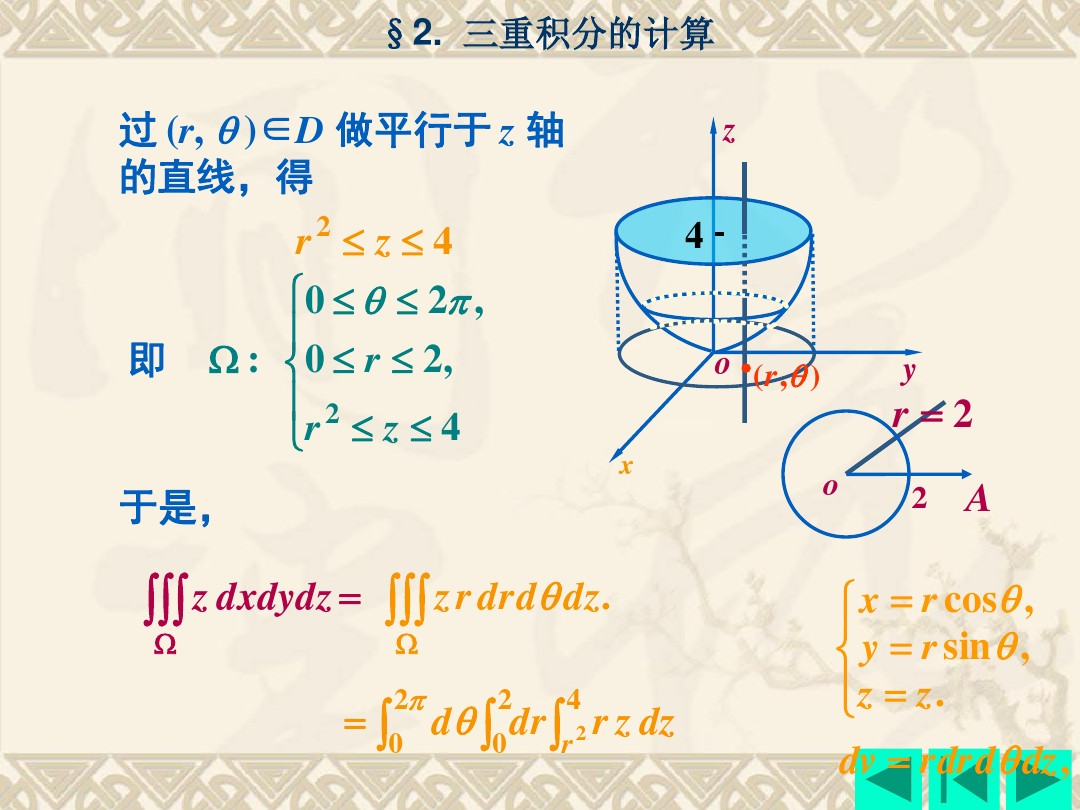 §2. 三重积分的计算
过 (r, θ)∈D 做平行于 z 轴
的直线，得
r² ≤ z ≤ 4
即 Ω: { 0 ≤ θ ≤ 2π,
0 ≤ r ≤ 2,
r² ≤ z ≤ 4
z
4
o
(r,θ)
y
x
r = 2
o
2
A
于是，
∭_Ω z dxdydz = ∭_Ω z r drdθdz.
= ∫₀^{2π} dθ ∫₀^{2} dr ∫_{r²}^{4} r z dz
{ x = r cosθ,
y = r sinθ,
z = z.
dv = rdrdθdz,